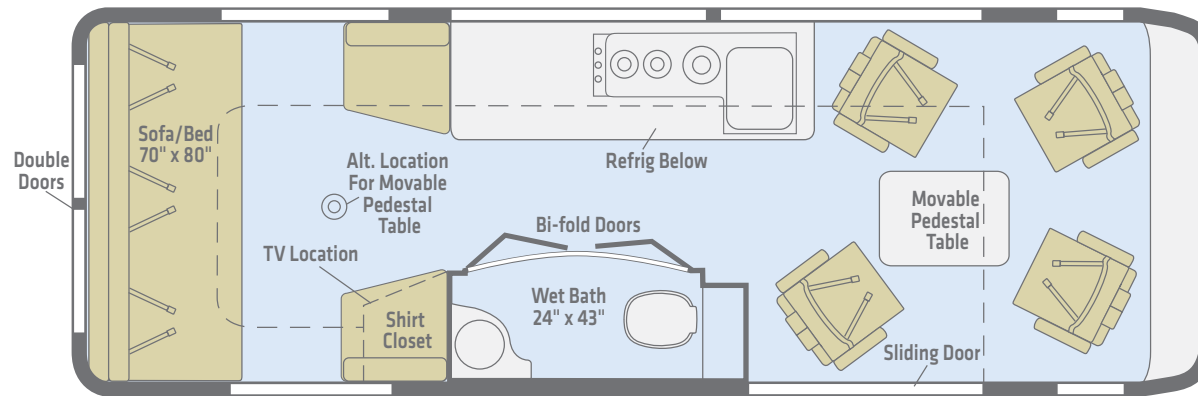 Sofa/Bed
70" x 80"
Double
Doors
Alt. Location
For Movable
Pedestal
Table
Refrig Below
Movable
Pedestal
Table
Bi-fold Doors
TV Location
Wet Bath
24" x 43"
Shirt
Closet
Sliding Door